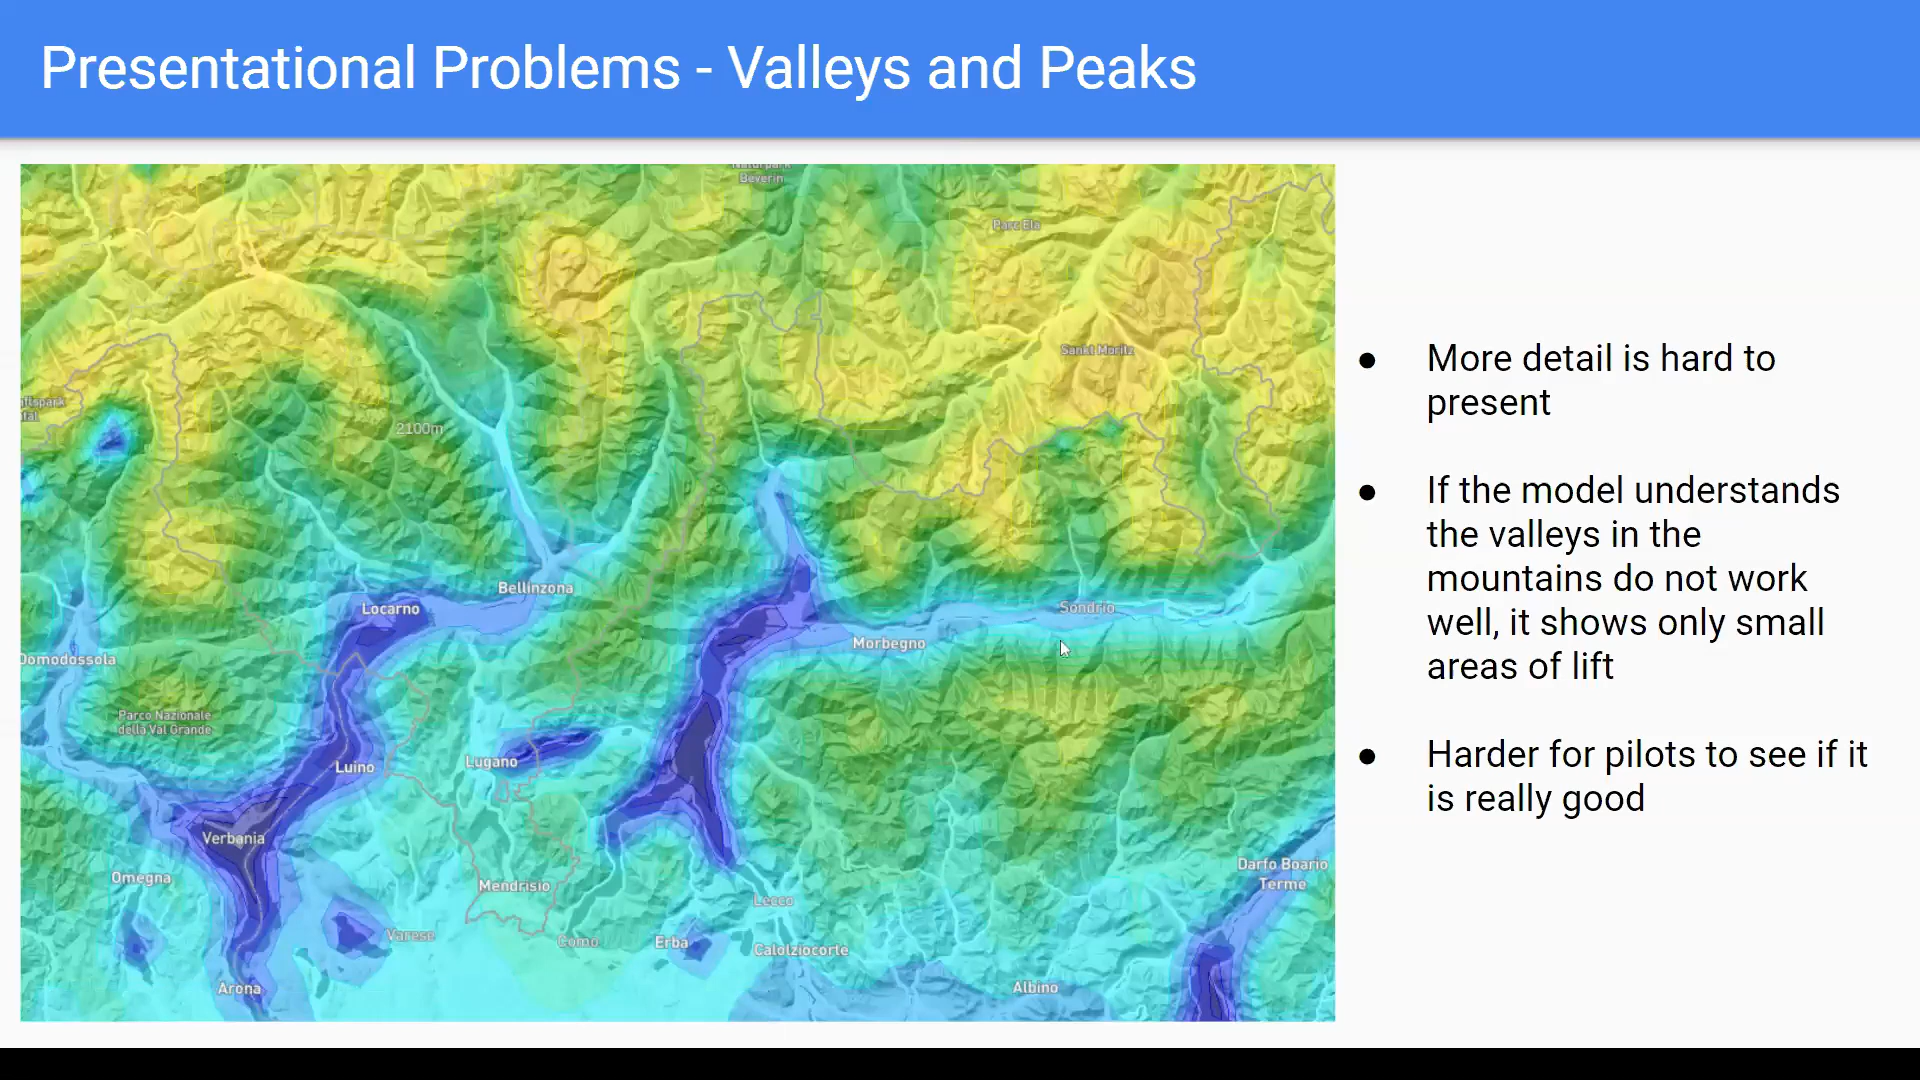 Presentational Problems - Valleys and Peaks
Naturpark
Beverin
Parc Ela
Sankt Moritz
2100m
Bellinzona
Locarno
Sondrio
Morbegno
Domodossola
Parco Nazionale
della Val Grande
Luino
Lugano
Verbania
Omegna
Mendrisio
Darfo Boario
Terme
Lecco
Varese
Como
Erba
Calolziocorte
Arona
Albino
● More detail is hard to
present
● If the model understands
the valleys in the
mountains do not work
well, it shows only small
areas of lift
● Harder for pilots to see if it
is really good